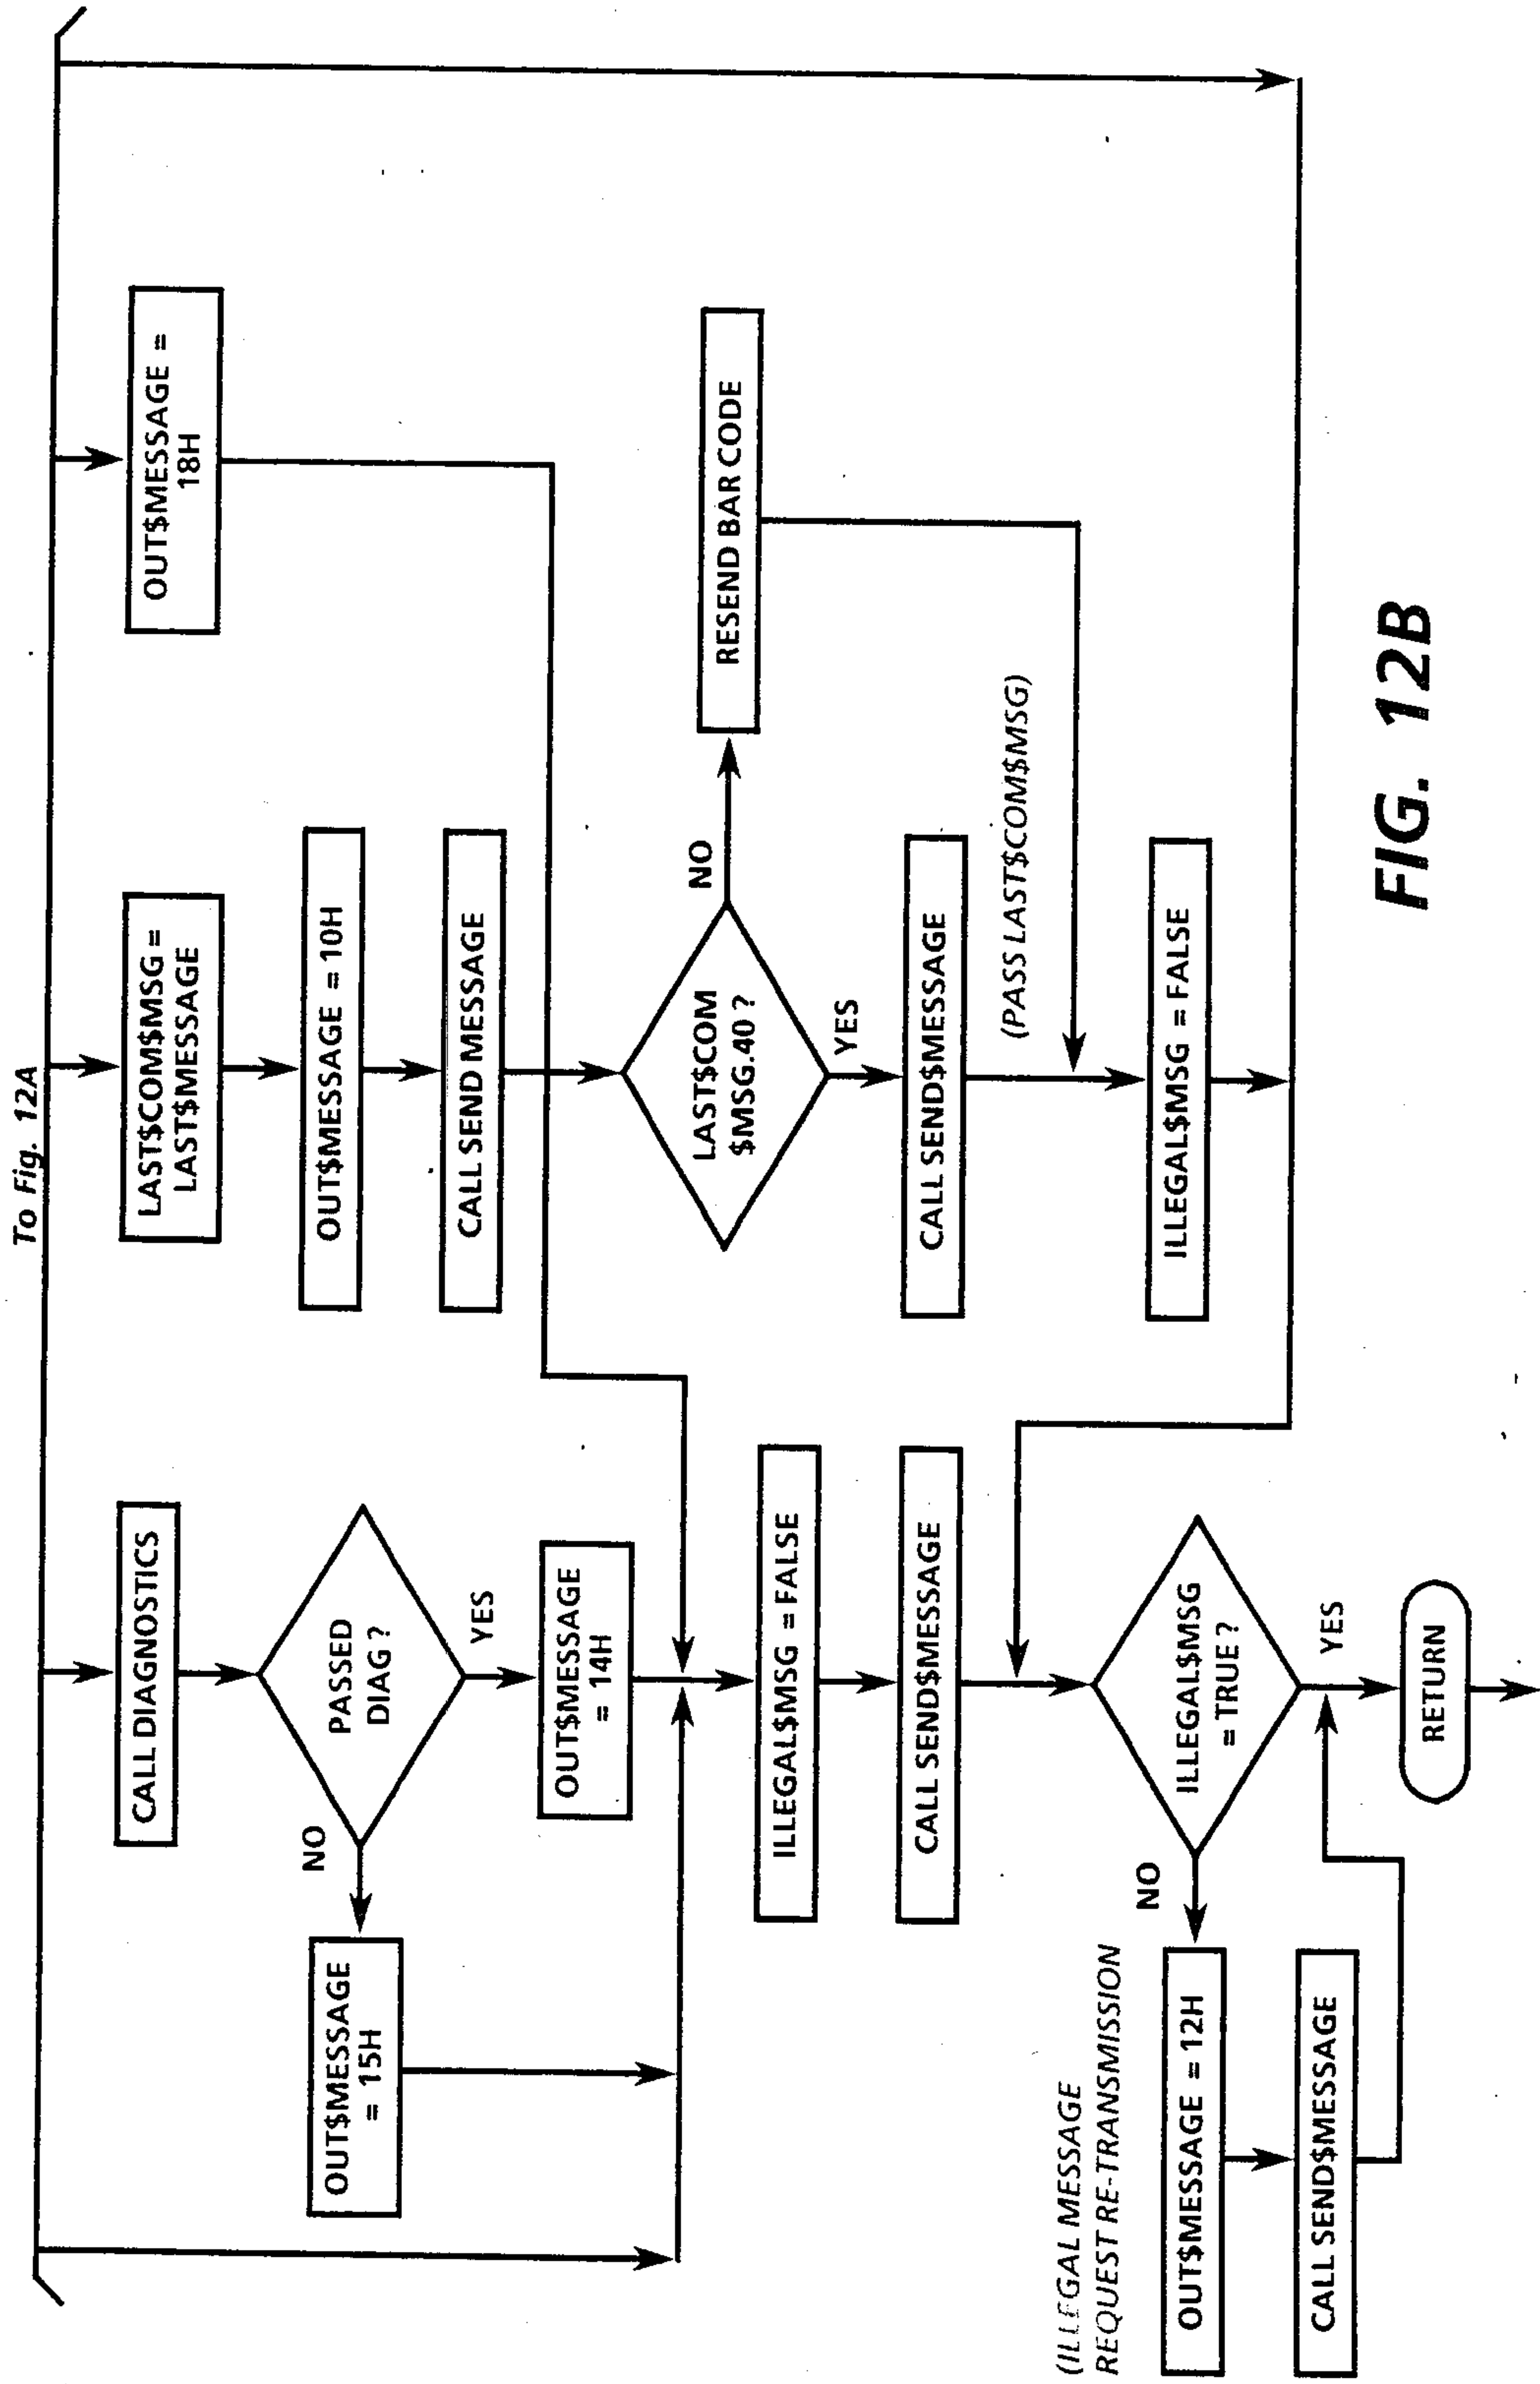 To Fig. 12A
CALL DIAGNOSTICS
PASSED
DIAG ?
NO
YES
OUT$MESSAGE
= 15H
OUT$MESSAGE
= 14H
LAST$COM$MSG =
LAST$MESSAGE
OUT$MESSAGE = 10H
CALL SEND MESSAGE
OUT$MESSAGE =
18H
LAST$COM
$MSG.40 ?
NO
YES
RESEND BAR CODE
CALL SEND$MESSAGE
(PASS LAST$COM$MSG)
ILLEGAL$MSG = FALSE
ILLEGAL$MSG = FALSE
CALL SEND$MESSAGE
ILLEGAL$MSG
= TRUE ?
NO
YES
(ILLEGAL MESSAGE
REQUEST RE-TRANSMISSION
OUT$MESSAGE = 12H
CALL SEND$MESSAGE
RETURN
FIG. 12B